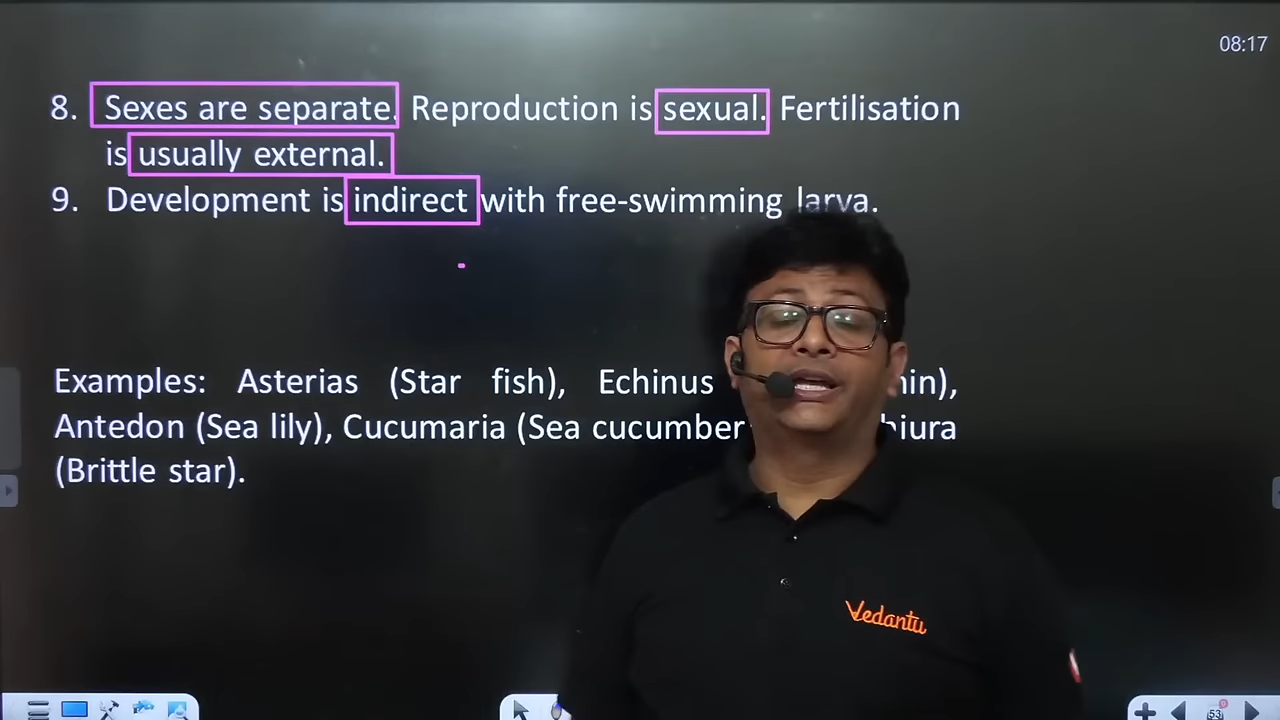 08:17
8. Sexes are separate. Reproduction is sexual. Fertilisation
is usually external.
9. Development is indirect with free-swimming larva.
Examples: Asterias (Star fish), Echinus
Antedon (Sea lily), Cucumaria (Sea cucumber
(Brittle star).
Vedantu
53